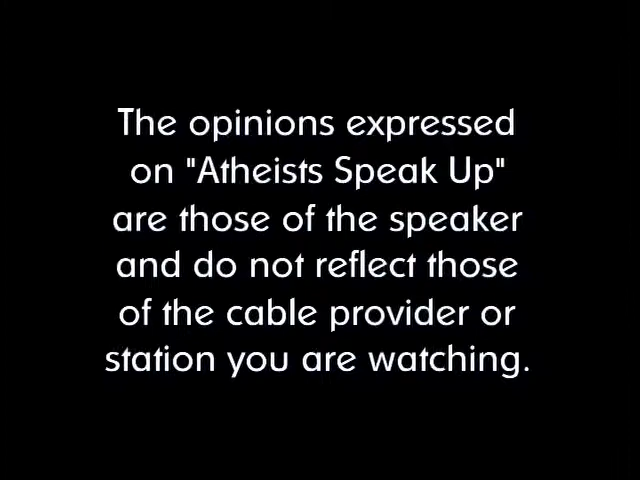 The opinions expressed
on "Atheists Speak Up"
are those of the speaker
and do not reflect those
of the cable provider or
station you are watching.